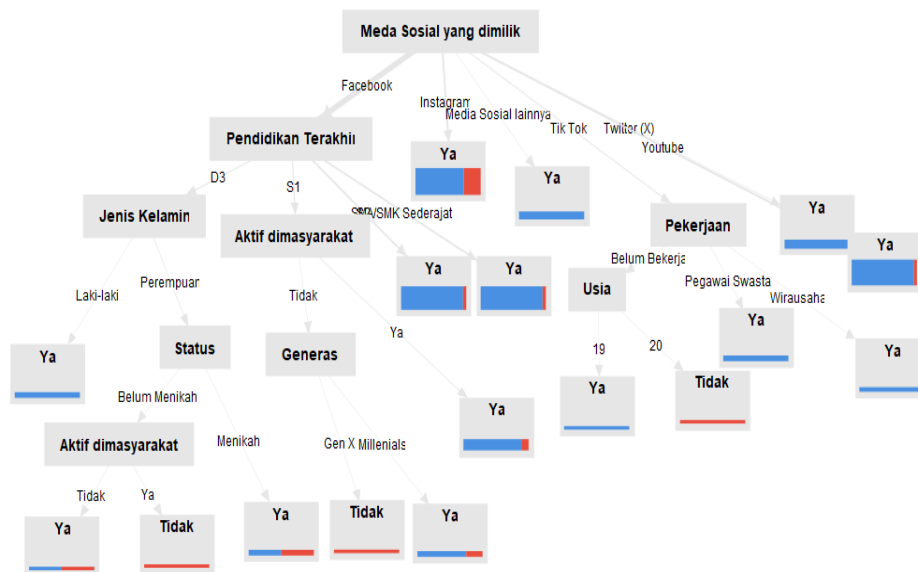 Meda Sosial yang dimilik
Facebook
Instagram
Media Sosial lainnya
Tik Tok
Twitter (X)
Youtube
Pendidikan Terakhir
Ya
Ya
D3
S1
SMA/SMK Sederajat
Jenis Kelamin
Aktif dimasyarakat
Pekerjaan
Ya
Ya
Belum Bekerja
Pegawai Swasta
Wirausaha
Ya
Ya
Usia
Laki-laki
Perempuan
Tidak
Ya
Ya
Status
Generas
19
20
Ya
Ya
Ya
Tidak
Belum Menikah
Menikah
Ya
Aktif dimasyarakat
Gen X
Millenials
Tidak
Ya
Ya
Tidak
Ya
Tidak
Ya